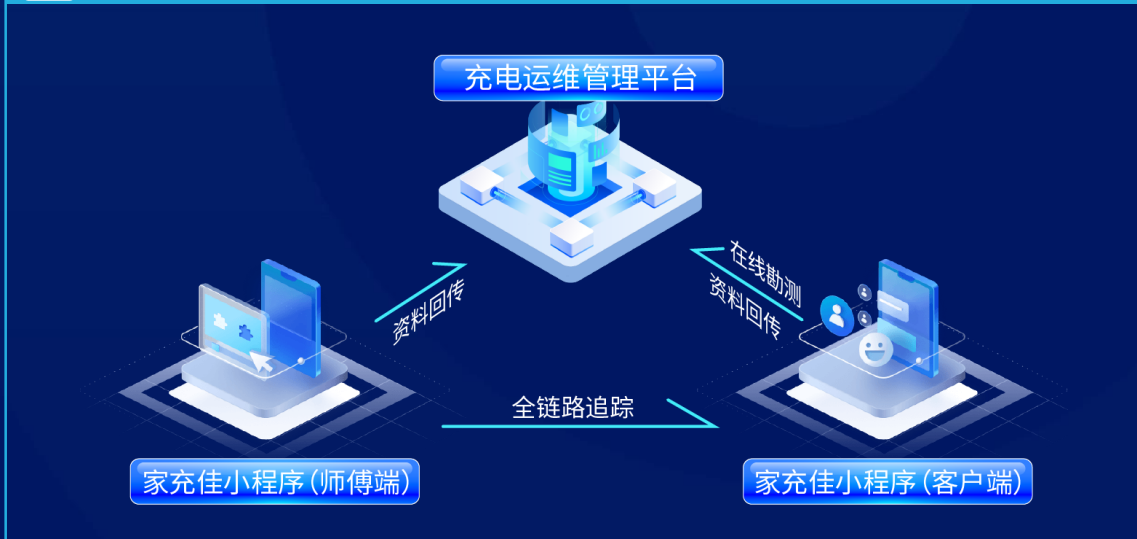 充电运维管理平台
在线勘测
资料回传
资料回传
全链路追踪
家充佳小程序(师傅端)
家充佳小程序(客户端)